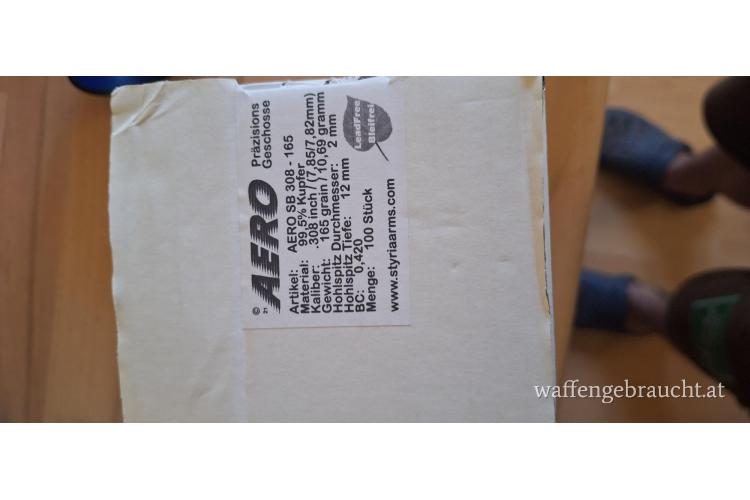 © 21
AERO
Präzisions
Geschosse
Artikel: AERO SB 308 - 165
Material: 99,5% Kupfer
Kaliber: .308 inch / (7,85/7,82mm)
Gewicht: 165 grain / 10,69 gramm
Hohlspitz Durchmesser: 2 mm
Hohlspitz Tiefe: 12 mm
BC: 0,420
Menge: 100 Stück
www.styriaarms.com
LeadFree
Bleifrei
waffengebraucht.at